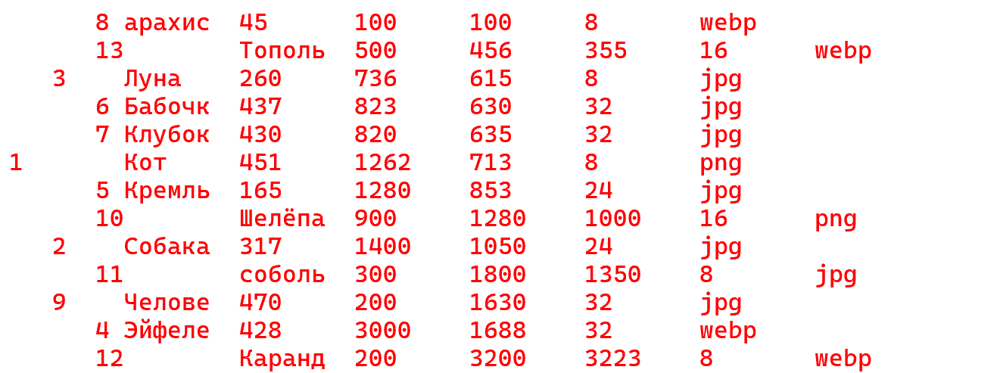 8 арахис 45 100 100 8 webp
13 Тополь 500 456 355 16 webp
3 Луна 260 736 615 8 jpg
6 Бабочк 437 823 630 32 jpg
7 Клубок 430 820 635 32 jpg
1 Кот 451 1262 713 8 png
5 Кремль 165 1280 853 24 jpg
10 Шелёпа 900 1280 1000 16 png
2 Собака 317 1400 1050 24 jpg
11 соболь 300 1800 1350 8 jpg
9 Челове 470 200 1630 32 jpg
4 Эйфеле 428 3000 1688 32 webp
12 Каранд 200 3200 3223 8 webp